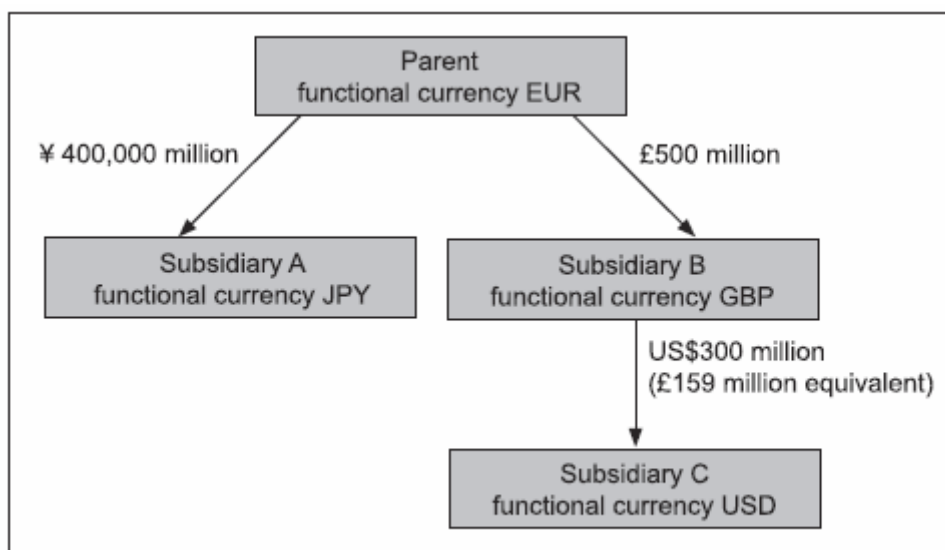 Parent
functional currency EUR
¥ 400,000 million
£500 million
Subsidiary A
functional currency JPY
Subsidiary B
functional currency GBP
US$300 million
(£159 million equivalent)
Subsidiary C
functional currency USD